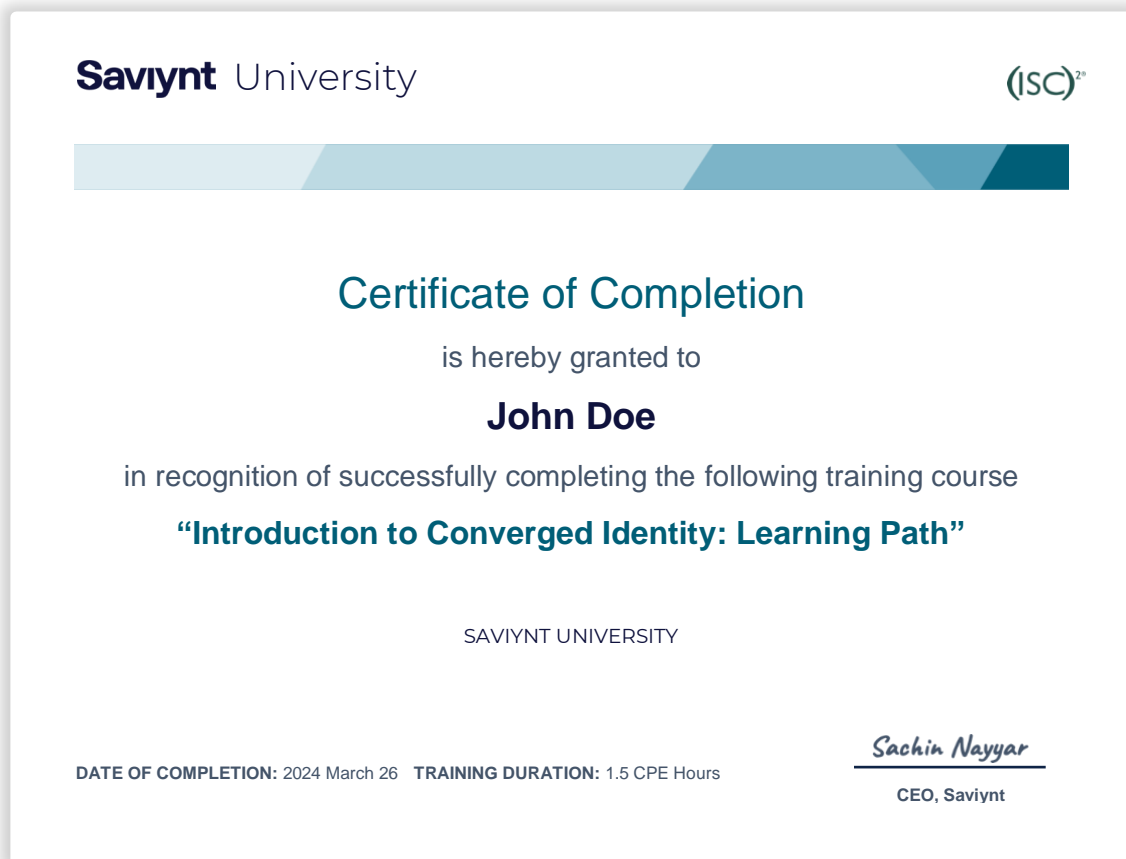 Saviynt University
(ISC)²®
Certificate of Completion
is hereby granted to
John Doe
in recognition of successfully completing the following training course
“Introduction to Converged Identity: Learning Path”
SAVIYNT UNIVERSITY
Sachin Nayyar
DATE OF COMPLETION: 2024 March 26 TRAINING DURATION: 1.5 CPE Hours
CEO, Saviynt